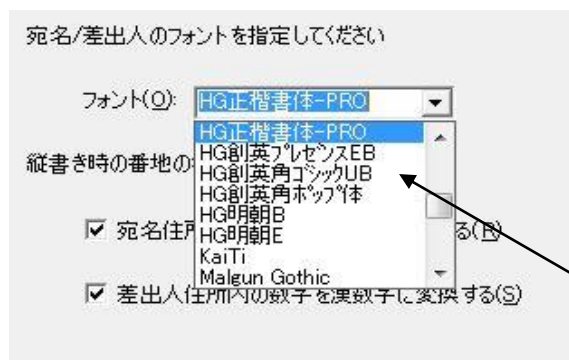 宛名/差出人のフォントを指定してください
フォント(O): HG正楷書体-PRO
HG正楷書体-PRO
HG創英プレゼンスEB
HG創英角ゴシックUB
HG創英角ポップ体
HG明朝B
HG明朝E
KaiTi
Malgun Gothic
縦書き時の番地の
宛名住所 る(R)
差出人住所内の数字を漢数字に変換する(S)